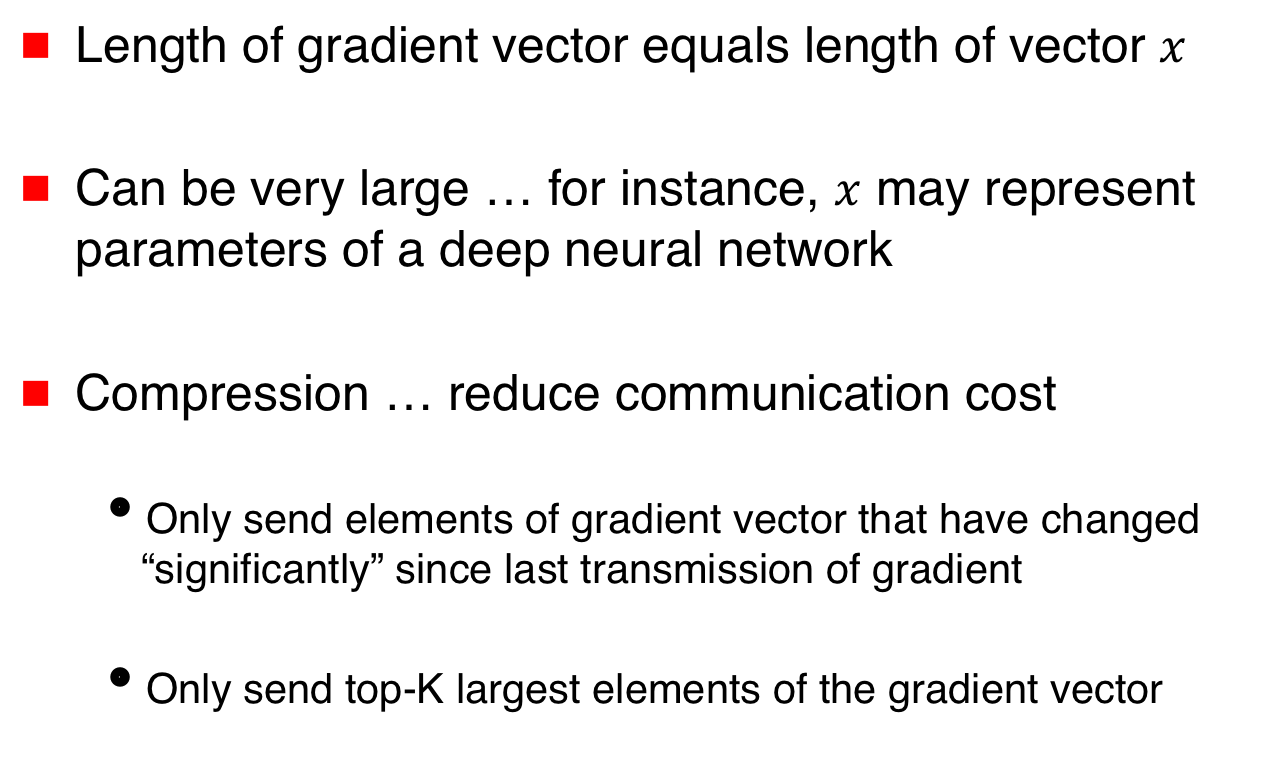 Length of gradient vector equals length of vector x
Can be very large … for instance, x may represent
parameters of a deep neural network
Compression … reduce communication cost
Only send elements of gradient vector that have changed
“significantly” since last transmission of gradient
Only send top-K largest elements of the gradient vector